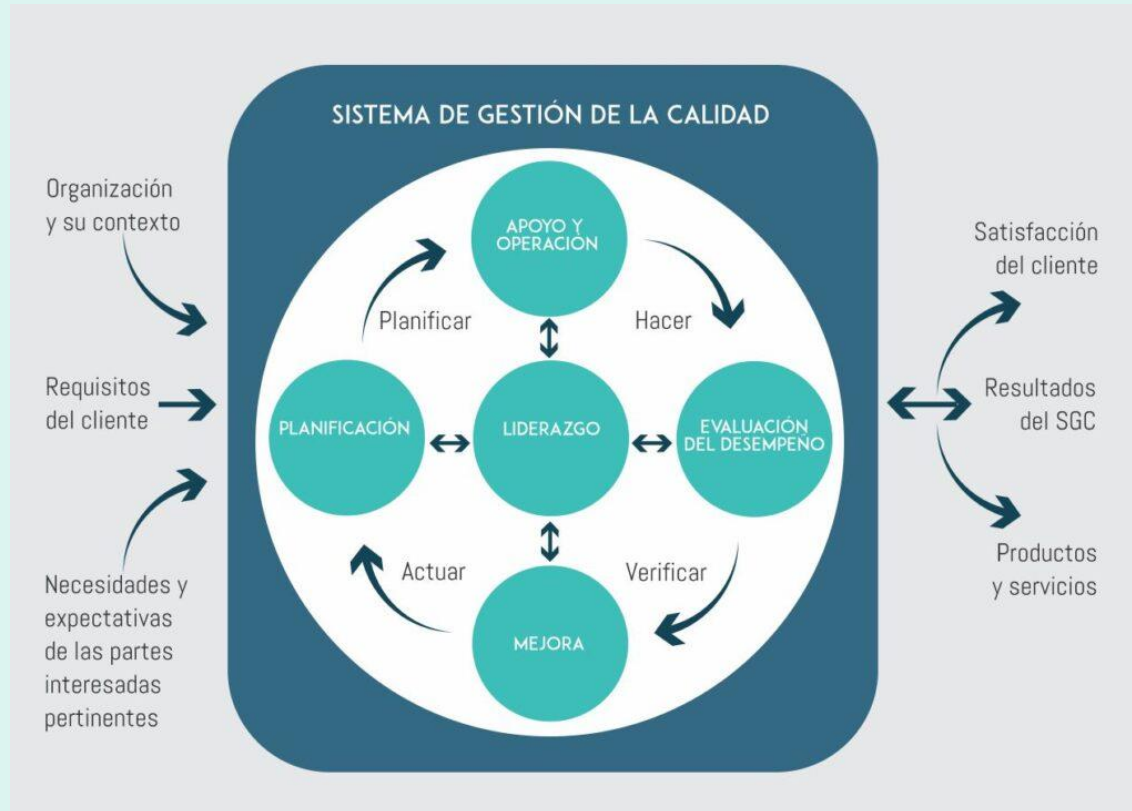 SISTEMA DE GESTIÓN DE LA CALIDAD
Organización
y su contexto
Requisitos
del cliente
Necesidades y
expectativas
de las partes
interesadas
pertinentes
APOYO Y
OPERACIÓN
Planificar
Hacer
PLANIFICACIÓN
LIDERAZGO
EVALUACIÓN
DEL DESEMPEÑO
Actuar
Verificar
MEJORA
Satisfacción
del cliente
Resultados
del SGC
Productos
y servicios